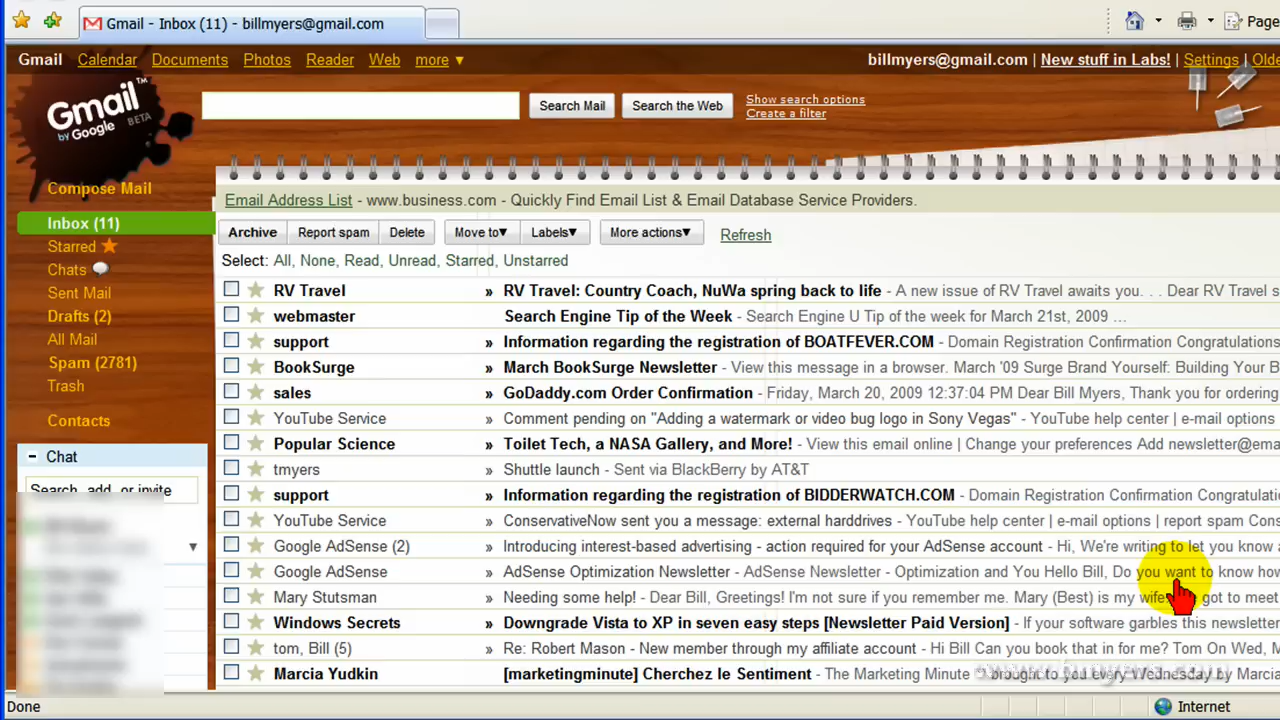 Gmail - Inbox (11) - billmyers@gmail.com
Page
Gmail Calendar Documents Photos Reader Web more ▼
billmyers@gmail.com | New stuff in Labs! | Settings | Olde
Gmail™
by Google BETA
Search Mail Search the Web
Show search options
Create a filter
Compose Mail
Inbox (11)
Starred
Chats
Sent Mail
Drafts (2)
All Mail
Spam (2781)
Trash
Contacts
Chat
Search, add, or invite
Email Address List - www.business.com - Quickly Find Email List & Email Database Service Providers.
Archive Report spam Delete Move to▼ Labels▼ More actions▼ Refresh
Select: All, None, Read, Unread, Starred, Unstarred
RV Travel » RV Travel: Country Coach, NuWa spring back to life - A new issue of RV Travel awaits you. . . Dear RV Travel s
webmaster Search Engine Tip of the Week - Search Engine U Tip of the week for March 21st, 2009 ...
support » Information regarding the registration of BOATFEVER.COM - Domain Registration Confirmation Congratulations
BookSurge » March BookSurge Newsletter - View this message in a browser. March '09 Surge Brand Yourself: Building Your B
sales » GoDaddy.com Order Confirmation - Friday, March 20, 2009 12:37:04 PM Dear Bill Myers, Thank you for ordering
YouTube Service » Comment pending on "Adding a watermark or video bug logo in Sony Vegas" - YouTube help center | e-mail options
Popular Science » Toilet Tech, a NASA Gallery, and More! - View this email online | Change your preferences Add newsletter@ema
tmyers » Shuttle launch - Sent via BlackBerry by AT&T
support » Information regarding the registration of BIDDERWATCH.COM - Domain Registration Confirmation Congratulatio
YouTube Service » ConservativeNow sent you a message: external harddrives - YouTube help center | e-mail options | report spam Cons
Google AdSense (2) » Introducing interest-based advertising - action required for your AdSense account - Hi, We're writing to let you know a
Google AdSense » AdSense Optimization Newsletter - AdSense Newsletter - Optimization and You Hello Bill, Do you want to know how
Mary Stutsman » Needing some help! - Dear Bill, Greetings! I'm not sure if you remember me. Mary (Best) is my wife got to meet
Windows Secrets » Downgrade Vista to XP in seven easy steps [Newsletter Paid Version] - If your software garbles this newsletter
tom, Bill (5) » Re: Robert Mason - New member through my affiliate account - Hi Bill Can you book that in for me? Tom On Wed, M
Marcia Yudkin » [marketingminute] Cherchez le Sentiment - The Marketing Minute brought to you every Wednesday by Marcia
Done
Internet